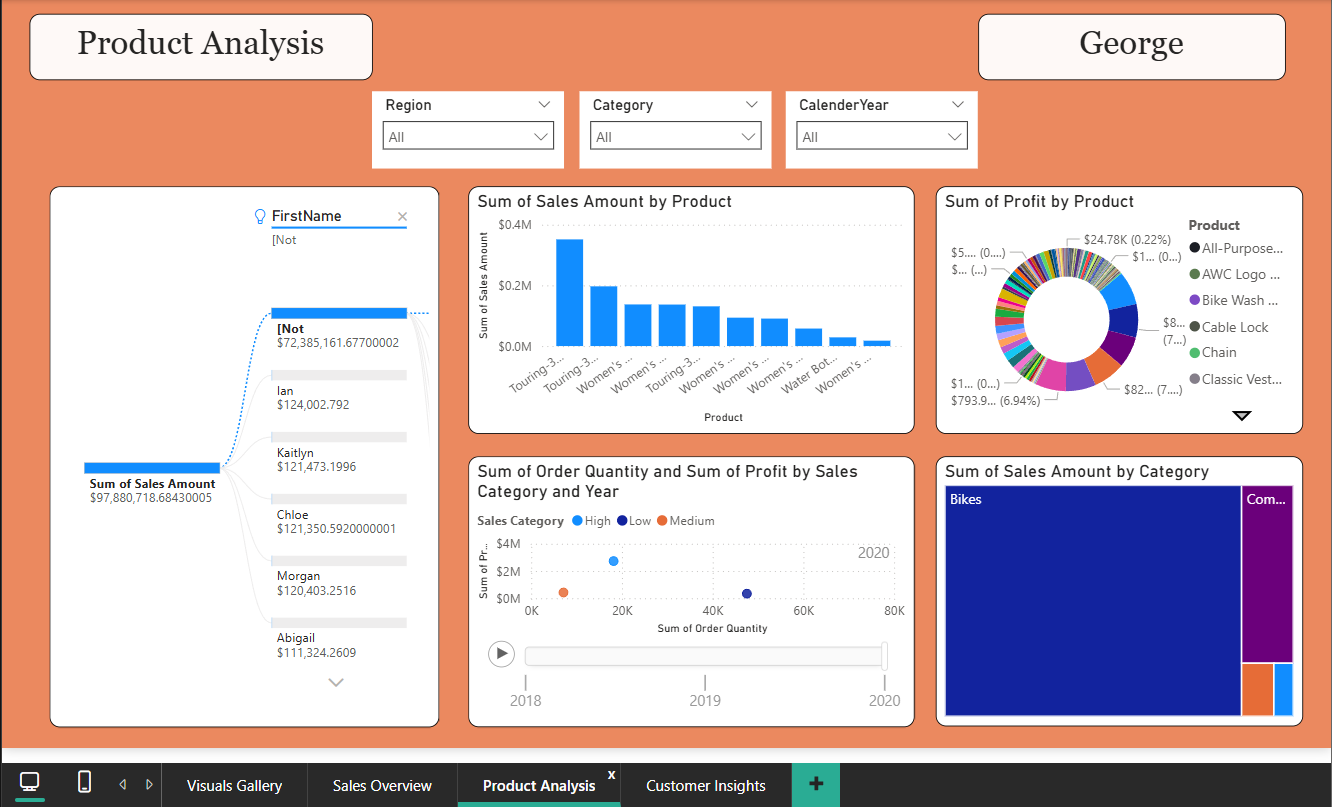 Product Analysis
George
Region
All
Category
All
CalenderYear
All
FirstName
[Not
[Not
$72,385,161.67700002
Ian
$124,002.792
Kaitlyn
$121,473.1996
Sum of Sales Amount
$97,880,718.68430005
Chloe
$121,350.5920000001
Morgan
$120,403.2516
Abigail
$111,324.2609
Sum of Sales Amount by Product
Sum of Sales Amount
$0.4M
$0.2M
$0.0M
Touring-3...
Touring-3...
Women's ...
Women's ...
Touring-3...
Women's ...
Women's ...
Women's ...
Water Bot...
Women's ...
Product
Sum of Profit by Product
$24.78K (0.22%)
$1... (0...)
$8...
(7...)
$82... (7....)
$793.9... (6.94%)
$1... (0...)
$... (...)
$5.... (0....)
Product
All-Purpose...
AWC Logo ...
Bike Wash ...
Cable Lock
Chain
Classic Vest...
Sum of Order Quantity and Sum of Profit by Sales
Category and Year
Sales Category High Low Medium
Sum of Pr...
$4M
$2M
$0M
2020
0K 20K 40K 60K 80K
Sum of Order Quantity
2018 2019 2020
Sum of Sales Amount by Category
Bikes
Com...
Visuals Gallery
Sales Overview
Product Analysis
x
Customer Insights
+